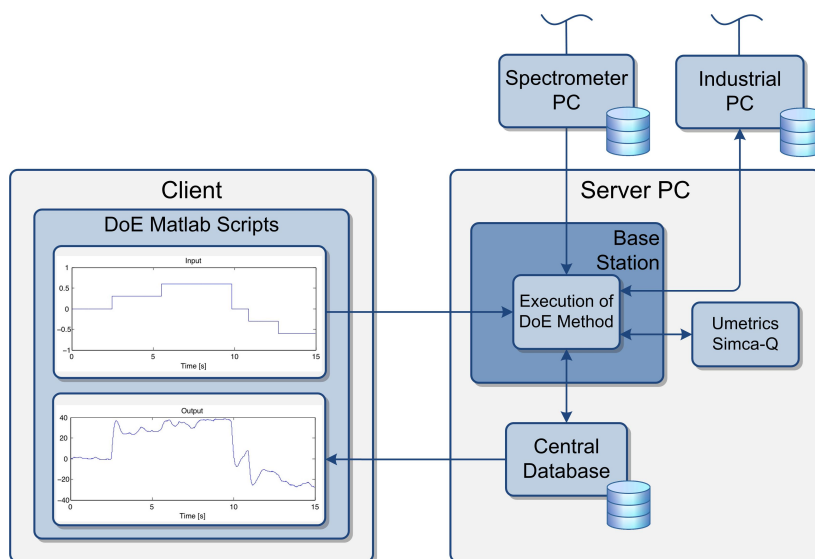 Spectrometer
PC
Industrial
PC
Client
DoE Matlab Scripts
Input
1
0.5
0
−0.5
−1
0
5
10
15
Time [s]
Output
40
20
0
−20
−40
0
5
10
15
Time [s]
Server PC
Base
Station
Execution of
DoE Method
Umetrics
Simca-Q
Central
Database